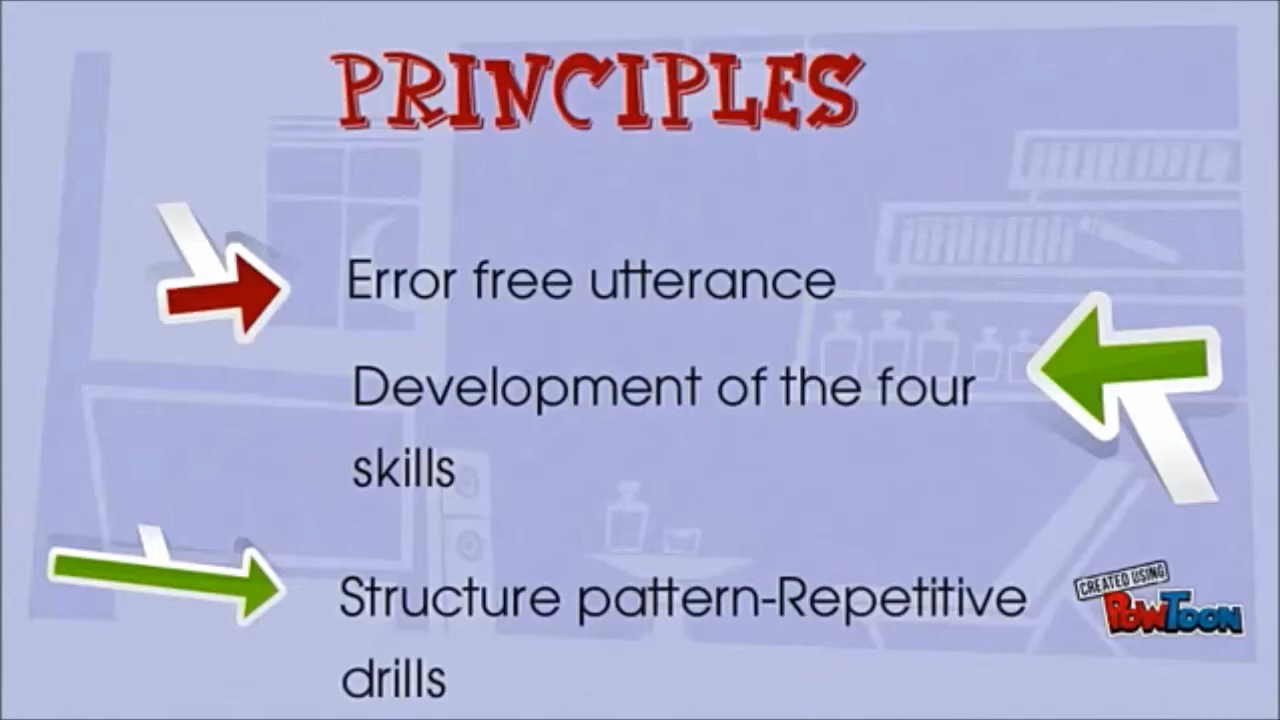 PRINCIPLES
Error free utterance
Development of the four
skills
Structure pattern-Repetitive
drills
CREATED USING
POWTOON